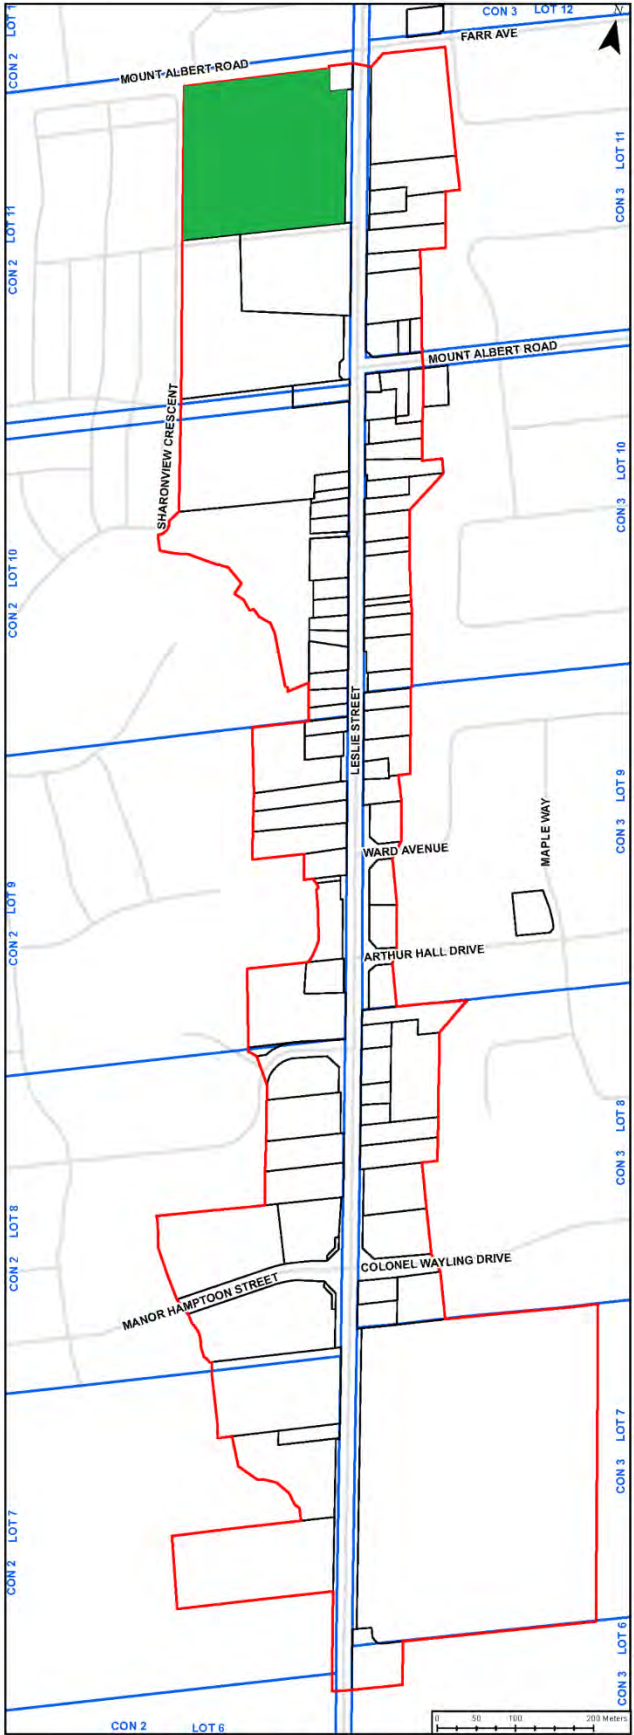 CON 3 LOT 12
N
CON 2 LOT 1
FARR AVE
MOUNT ALBERT ROAD
CON 3 LOT 11
CON 2 LOT 11
MOUNT ALBERT ROAD
SHARONVIEW CRESCENT
CON 3 LOT 10
CON 2 LOT 10
LESLIE STREET
CON 3 LOT 9
MAPLE WAY
WARD AVENUE
CON 2 LOT 9
ARTHUR HALL DRIVE
CON 3 LOT 8
CON 2 LOT 8
COLONEL WAYLING DRIVE
MANOR HAMPTOON STREET
CON 3 LOT 7
CON 2 LOT 7
CON 3 LOT 6
CON 2 LOT 6
0 50 100 200 Meters